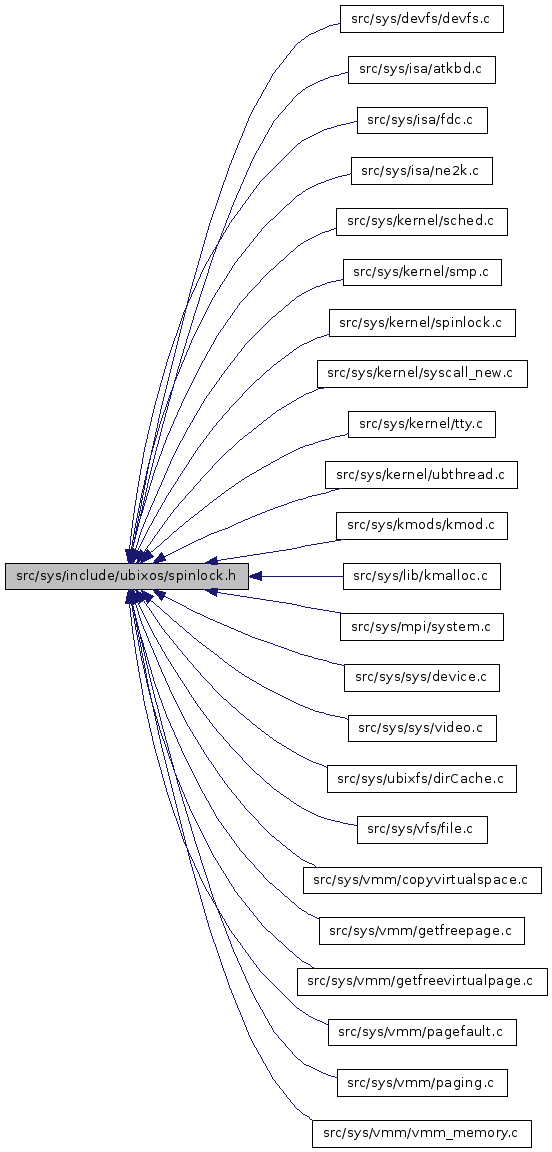 src/sys/devfs/devfs.c
src/sys/isa/atkbd.c
src/sys/isa/fdc.c
src/sys/isa/ne2k.c
src/sys/kernel/sched.c
src/sys/kernel/smp.c
src/sys/kernel/spinlock.c
src/sys/kernel/syscall_new.c
src/sys/kernel/tty.c
src/sys/kernel/ubthread.c
src/sys/kmods/kmod.c
src/sys/include/ubixos/spinlock.h
src/sys/lib/kmalloc.c
src/sys/mpi/system.c
src/sys/sys/device.c
src/sys/sys/video.c
src/sys/ubixfs/dirCache.c
src/sys/vfs/file.c
src/sys/vmm/copyvirtualspace.c
src/sys/vmm/getfreepage.c
src/sys/vmm/getfreevirtualpage.c
src/sys/vmm/pagefault.c
src/sys/vmm/paging.c
src/sys/vmm/vmm_memory.c